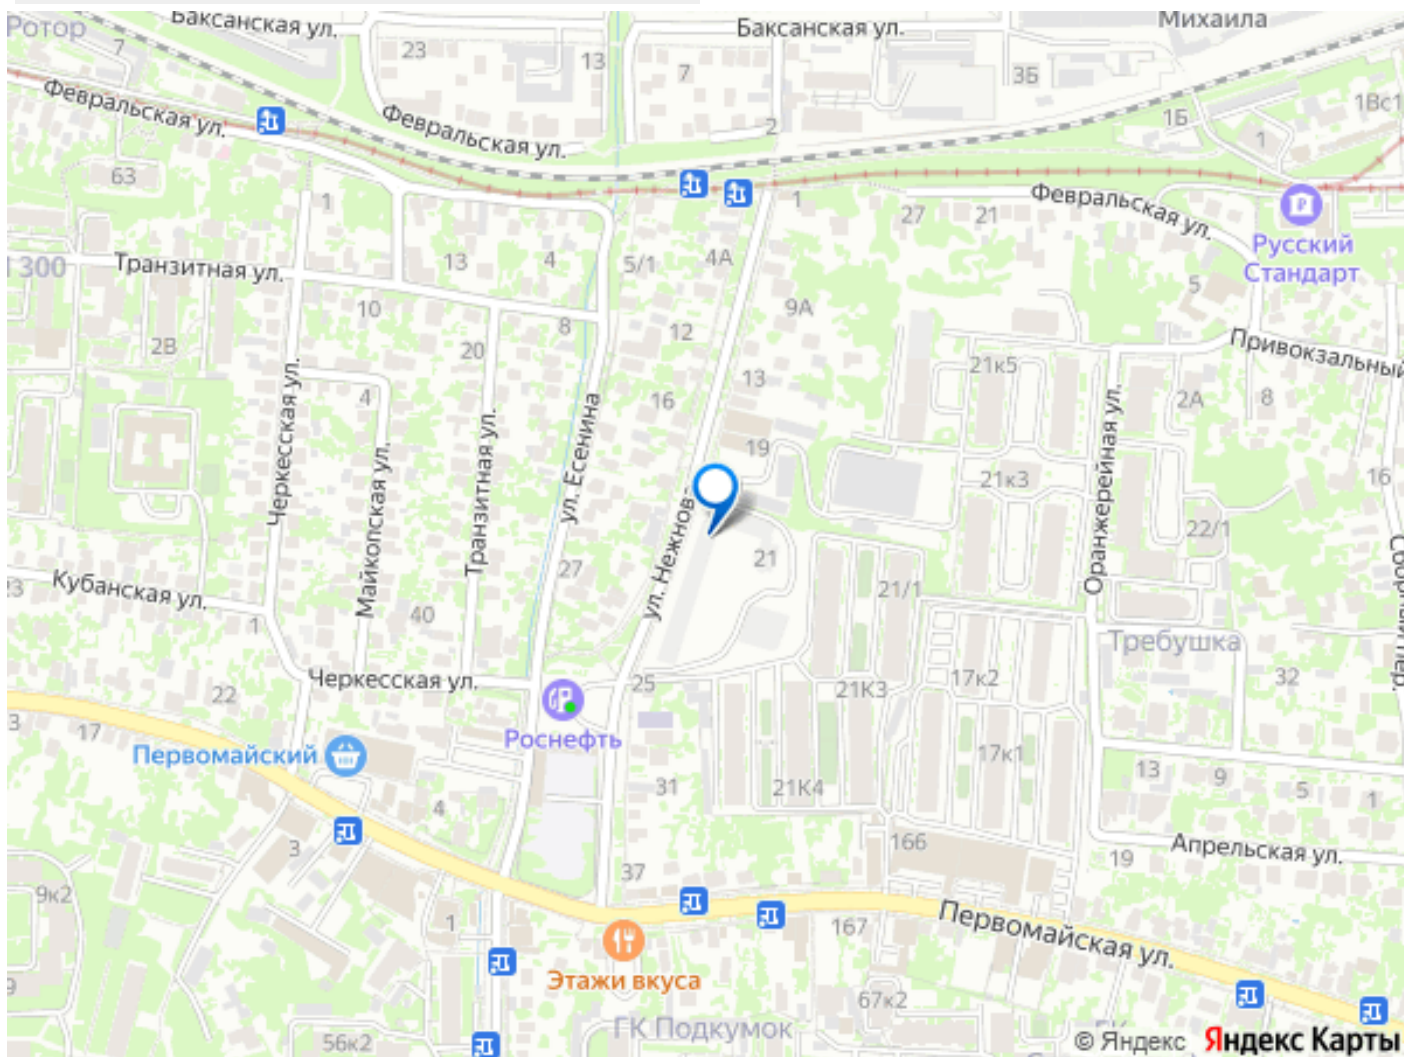 Ротор
Баксанская ул.
Баксанская ул.
Михаила
7
23
13
7
3Б
2
1Б
1Вс1
1
Февральская ул.
Февральская ул.
63
1
1
27
21
Февральская ул.
Русский
Стандарт
300
Транзитная ул.
13
4
5/1
4А
9А
5
10
8
12
2В
20
13
21к5
Привокзальный
4
16
2А
8
Черкесская ул.
Майкопская ул.
Транзитная ул.
ул. Есенина
ул. Нежнов
19
21к3
Оранжерейная ул.
16
22/1
Сборный пер.
Кубанская ул.
27
21
21/1
1
40
Требушка
Черкесская ул.
22
25
21К3
17к2
32
3
17
Роснефть
Первомайский
31
21К4
17к1
13
9
5
1
4
3
166
19
Апрельская ул.
37
9к2
1
167
Первомайская ул.
Этажи вкуса
9
67к2
56к2
ГК Подкумок
© Яндекс Яндекс Карты